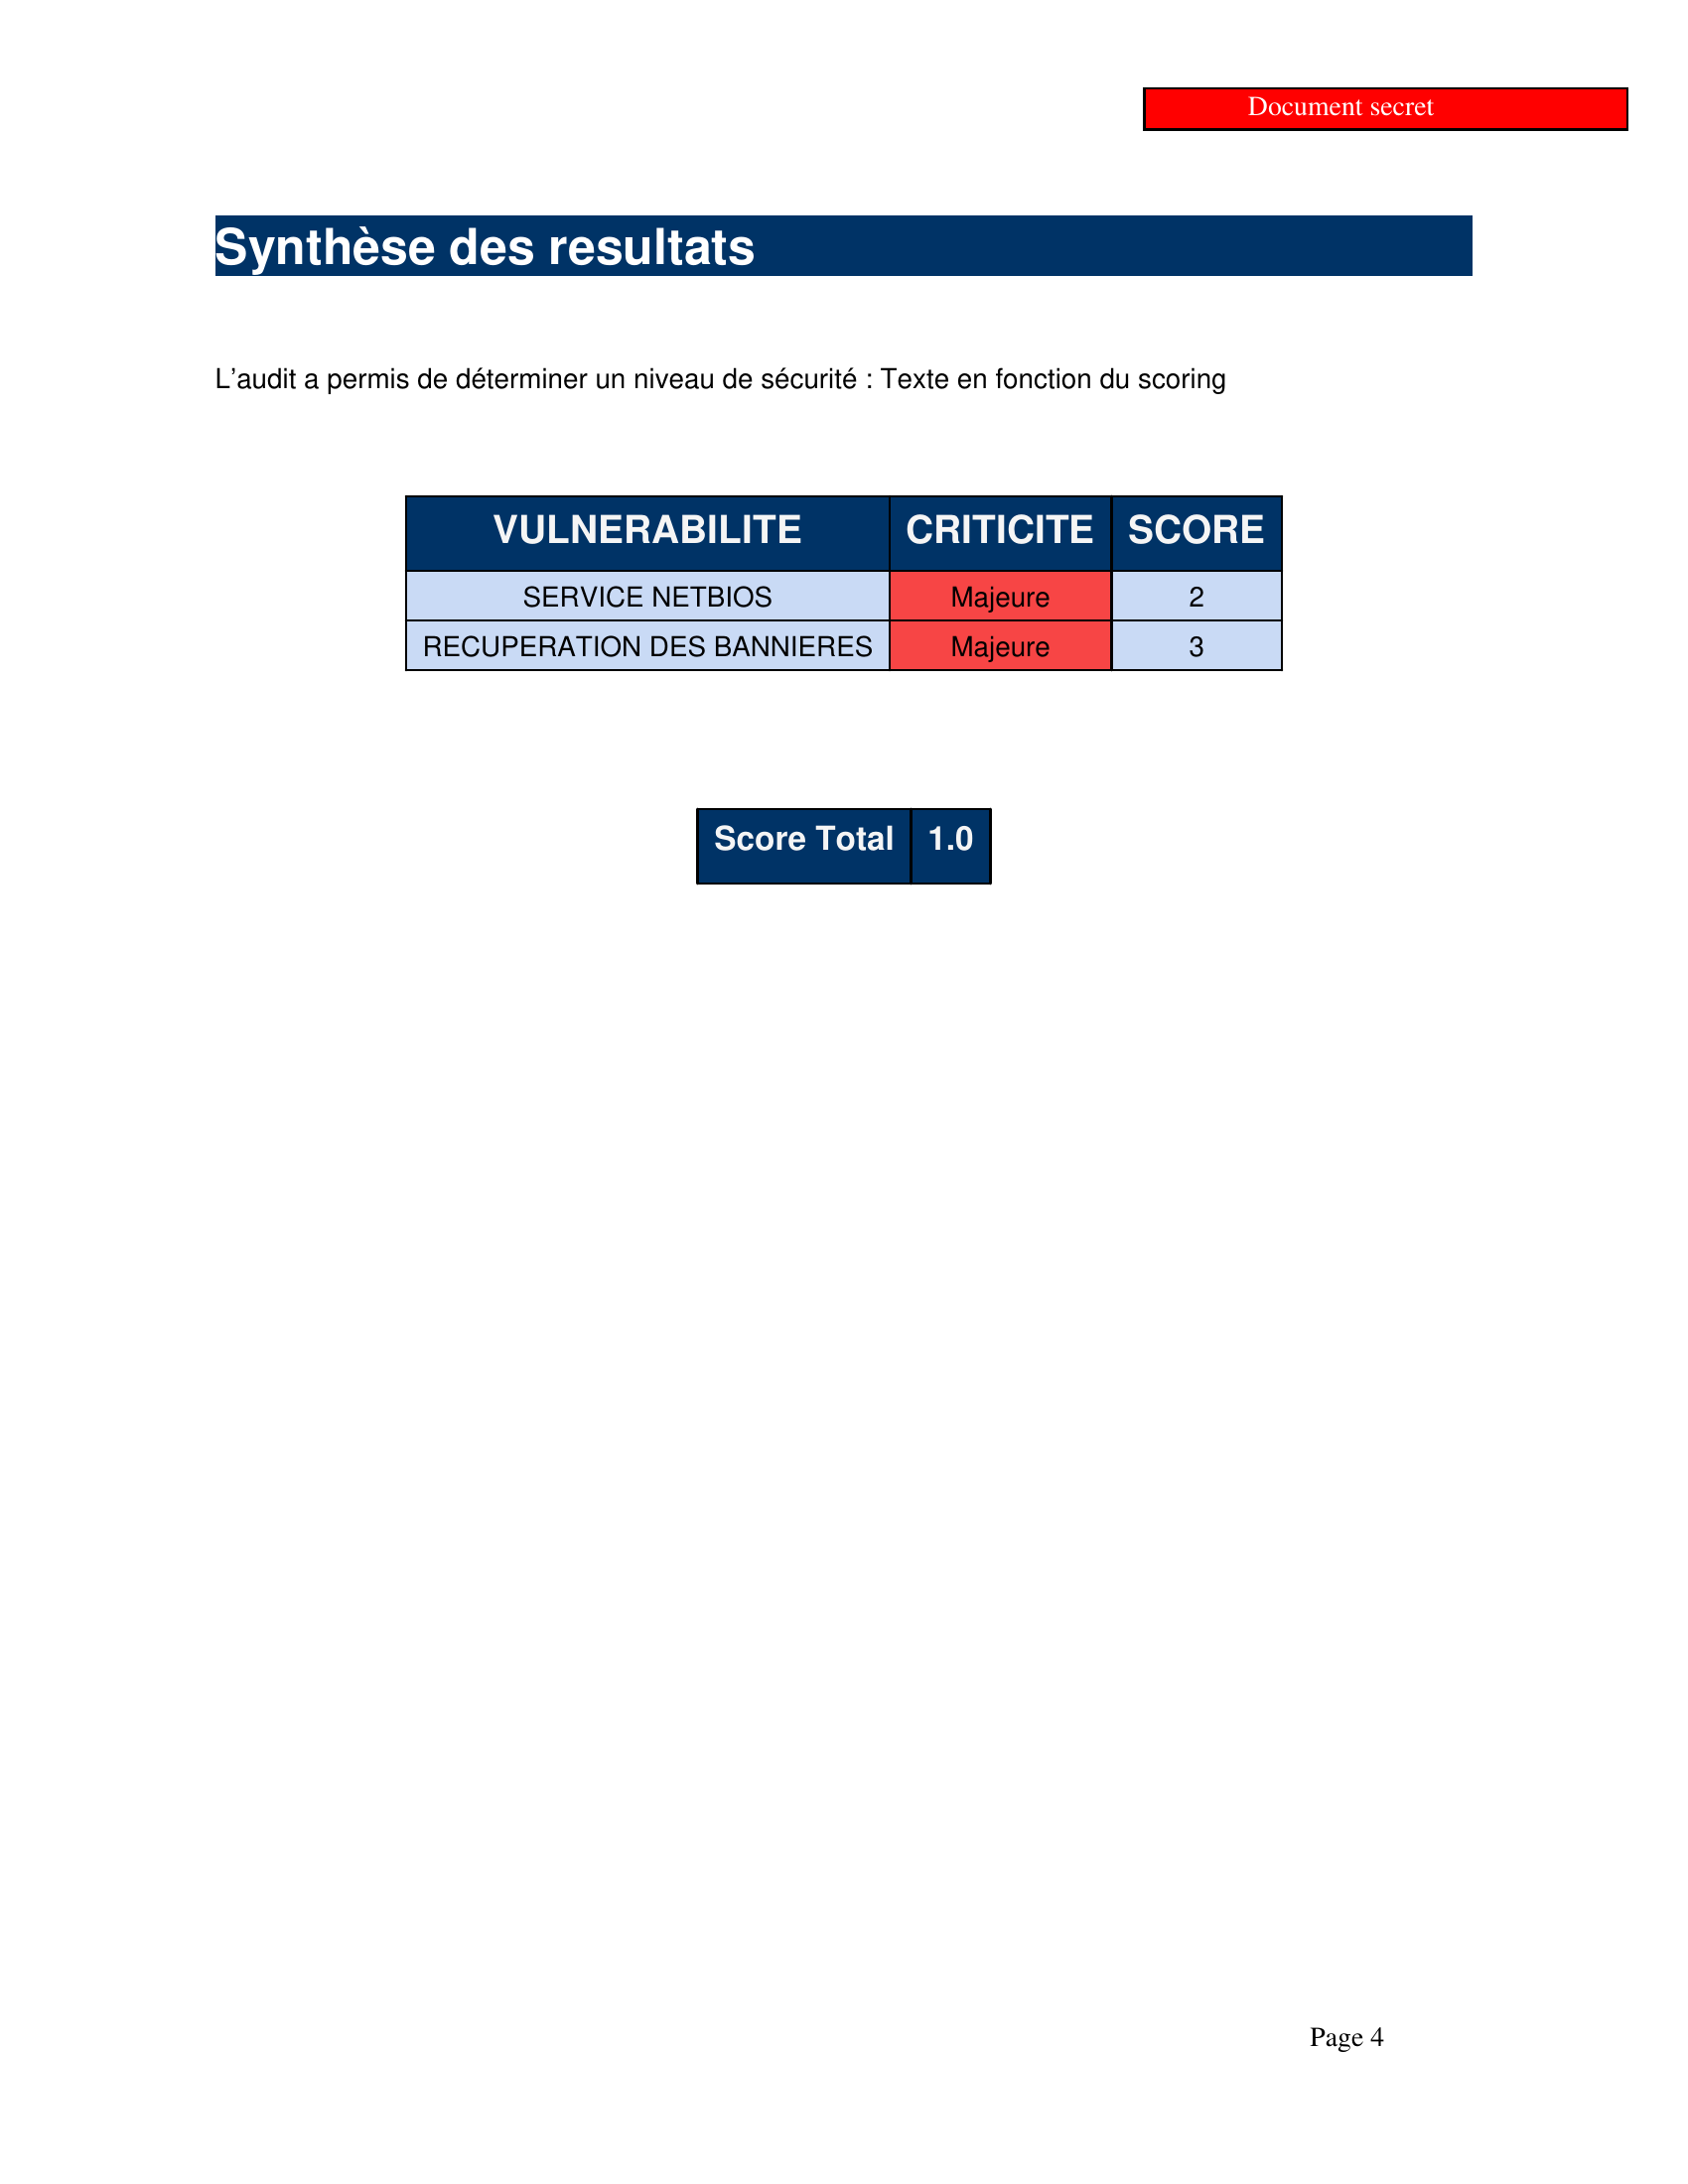 Document secret
Synthèse des resultats
L'audit a permis de déterminer un niveau de sécurité : Texte en fonction du scoring
VULNERABILITE CRITICITE SCORE
SERVICE NETBIOS Majeure 2
RECUPERATION DES BANNIERES Majeure 3
Score Total 1.0
Page 4